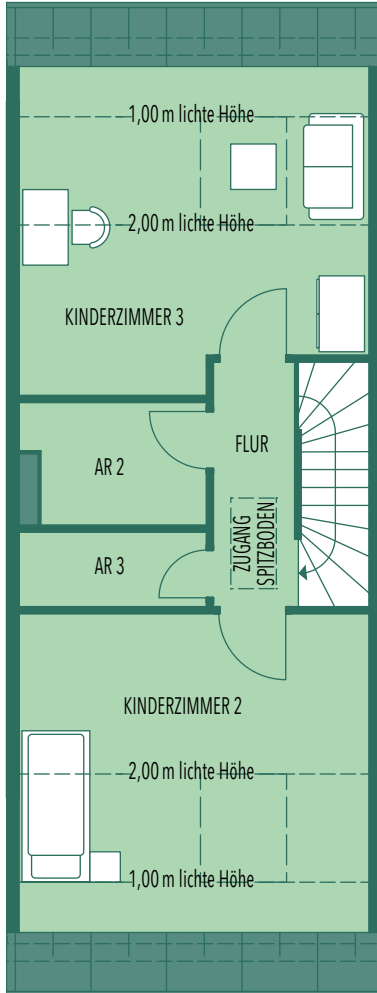 1,00 m lichte Höhe
2,00 m lichte Höhe
KINDERZIMMER 3
FLUR
AR 2
ZUGANG
SPITZBODEN
AR 3
KINDERZIMMER 2
2,00 m lichte Höhe
1,00 m lichte Höhe